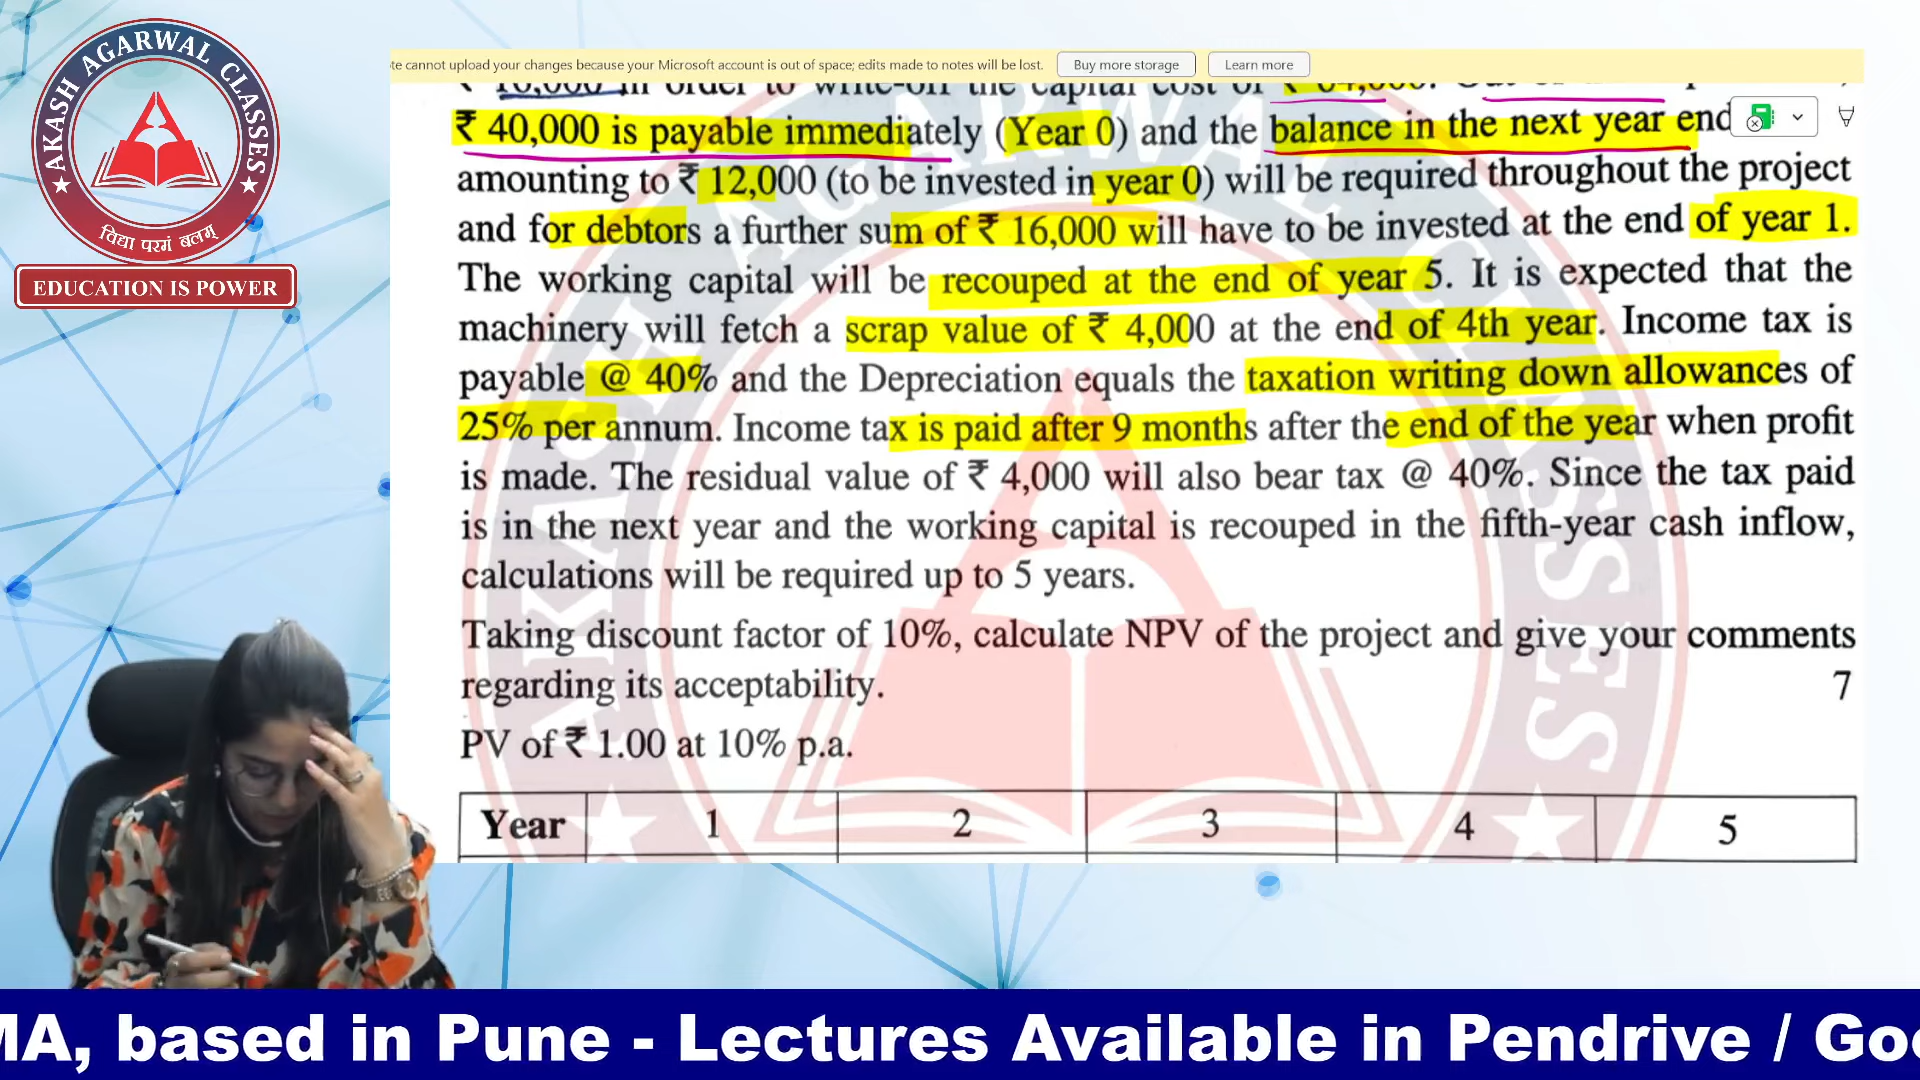 AKASH AGARWAL CLASSES
विद्या परमं बलम्
EDUCATION IS POWER
te cannot upload your changes because your Microsoft account is out of space; edits made to notes will be lost.
Buy more storage
Learn more
in order to write-off the capital cost of
₹ 40,000 is payable immediately (Year 0) and the balance in the next year end
amounting to ₹ 12,000 (to be invested in year 0) will be required throughout the project
and for debtors a further sum of ₹ 16,000 will have to be invested at the end of year 1.
The working capital will be recouped at the end of year 5. It is expected that the
machinery will fetch a scrap value of ₹ 4,000 at the end of 4th year. Income tax is
payable @ 40% and the Depreciation equals the taxation writing down allowances of
25% per annum. Income tax is paid after 9 months after the end of the year when profit
is made. The residual value of ₹ 4,000 will also bear tax @ 40%. Since the tax paid
is in the next year and the working capital is recouped in the fifth-year cash inflow,
calculations will be required up to 5 years.
Taking discount factor of 10%, calculate NPV of the project and give your comments
regarding its acceptability. 7
PV of ₹ 1.00 at 10% p.a.
Year 1 2 3 4 5
MA, based in Pune - Lectures Available in Pendrive / Goo